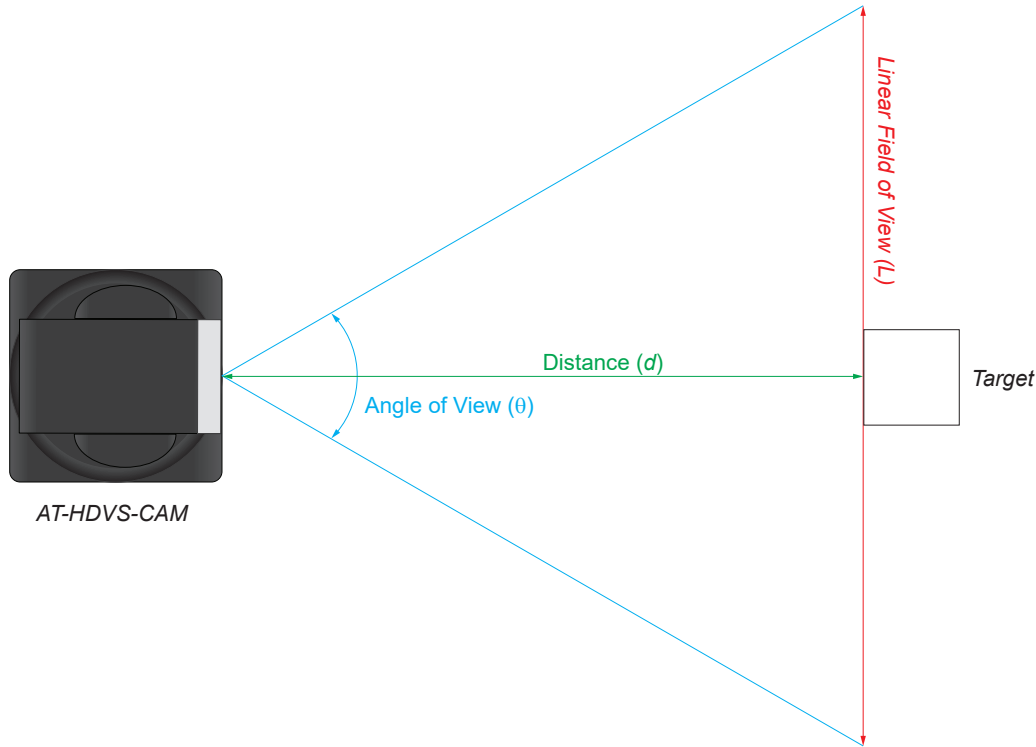 Linear Field of View (L)
Distance (d)
Angle of View (θ)
Target
AT-HDVS-CAM